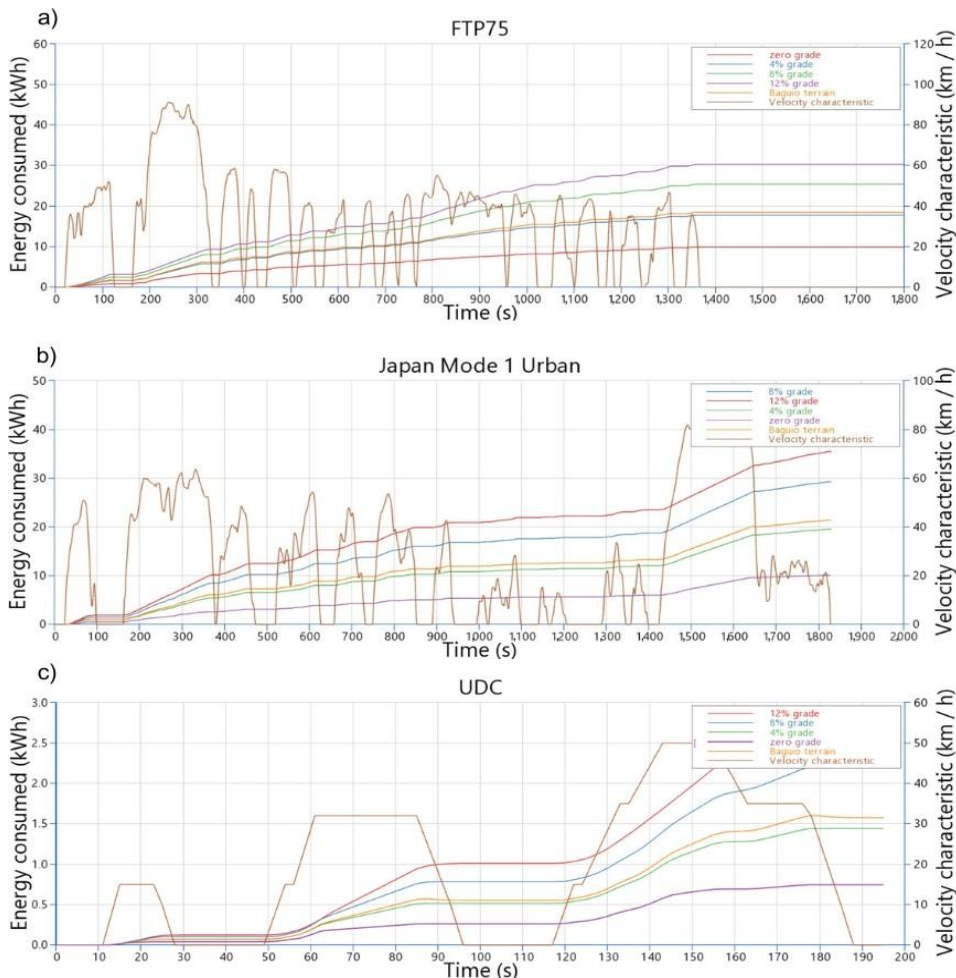 a)
FTP75
Energy consumed (kWh)
60
50
40
30
20
10
0
zero grade
4% grade
8% grade
12% grade
Baguio terrain
Velocity characteristic
120
100
80
60
40
20
0
Velocity characteristic (km / h)
0 100 200 300 400 500 600 700 800 900 1,000 1,100 1,200 1,300 1,400 1,500 1,600 1,700 1,800
Time (s)
b)
Japan Mode 1 Urban
Energy consumed (kWh)
50
40
30
20
10
0
8% grade
12% grade
4% grade
zero grade
Baguio terrain
Velocity characteristic
100
80
60
40
20
0
Velocity characteristic (km / h)
0 100 200 300 400 500 600 700 800 900 1,000 1,100 1,200 1,300 1,400 1,500 1,600 1,700 1,800 1,900 2,000
Time (s)
c)
UDC
Energy consumed (kWh)
3.0
2.5
2.0
1.5
1.0
0.5
0.0
12% grade
8% grade
4% grade
zero grade
Baguio terrain
Velocity characteristic
60
50
40
30
20
10
0
Velocity characteristic (km / h)
0 10 20 30 40 50 60 70 80 90 100 110 120 130 140 150 160 170 180 190 200
Time (s)